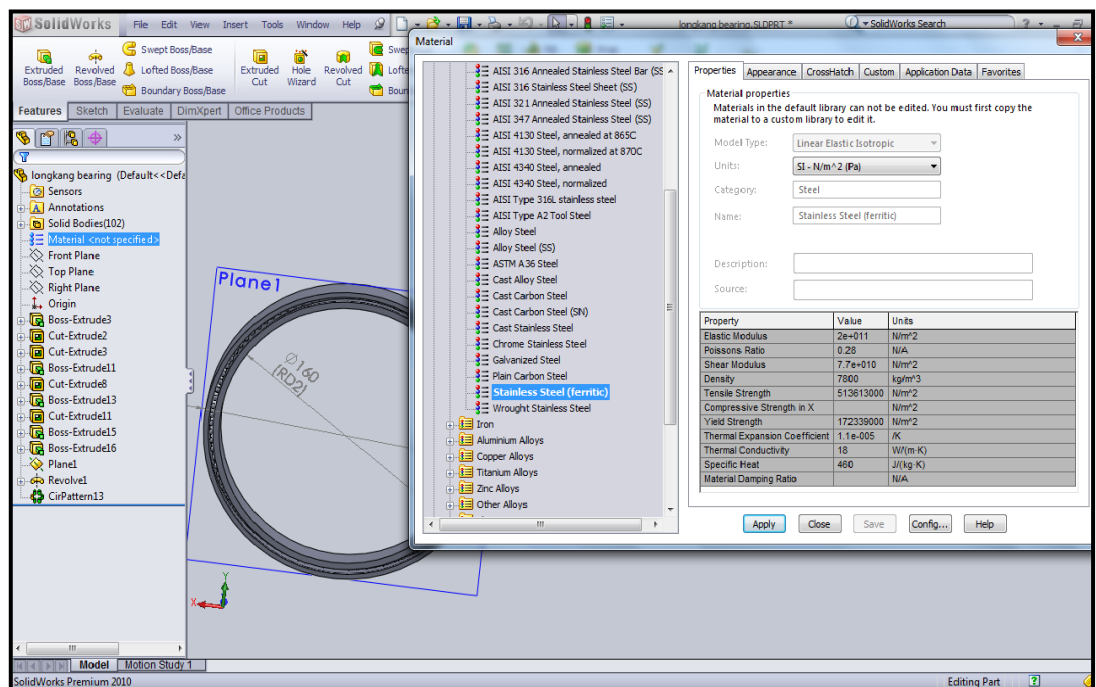 SolidWorks File Edit View Insert Tools Window Help longkang bearing.SLDPRT * SolidWorks Search
Extruded Boss/Base
Revolved Boss/Base
Swept Boss/Base
Lofted Boss/Base
Boundary Boss/Base
Extruded Cut
Hole Wizard
Revolved Cut
Swep
Lofte
Boun
Features Sketch Evaluate DimXpert Office Products
longkang bearing (Default<<Defa
Sensors
Annotations
Solid Bodies(102)
Material <not specified>
Front Plane
Top Plane
Right Plane
Origin
Boss-Extrude3
Cut-Extrude2
Cut-Extrude3
Boss-Extrude11
Cut-Extrude8
Boss-Extrude13
Cut-Extrude11
Boss-Extrude15
Boss-Extrude16
Plane1
Revolve1
CirPattern13
Plane1
Ø160
(RD2)
Y
X
Material
AISI 316 Annealed Stainless Steel Bar (SS
AISI 316 Stainless Steel Sheet (SS)
AISI 321 Annealed Stainless Steel (SS)
AISI 347 Annealed Stainless Steel (SS)
AISI 4130 Steel, annealed at 865C
AISI 4130 Steel, normalized at 870C
AISI 4340 Steel, annealed
AISI 4340 Steel, normalized
AISI Type 316L stainless steel
AISI Type A2 Tool Steel
Alloy Steel
Alloy Steel (SS)
ASTM A36 Steel
Cast Alloy Steel
Cast Carbon Steel
Cast Carbon Steel (SN)
Cast Stainless Steel
Chrome Stainless Steel
Galvanized Steel
Plain Carbon Steel
Stainless Steel (ferritic)
Wrought Stainless Steel
Iron
Aluminium Alloys
Copper Alloys
Titanium Alloys
Zinc Alloys
Other Alloys
Properties Appearance CrossHatch Custom Application Data Favorites
Material properties
Materials in the default library can not be edited. You must first copy the
material to a custom library to edit it.
Model Type: Linear Elastic Isotropic
Units: SI - N/m^2 (Pa)
Category: Steel
Name: Stainless Steel (ferritic)
Description:
Source:
Property Value Units
Elastic Modulus 2e+011 N/m^2
Poissons Ratio 0.28 N/A
Shear Modulus 7.7e+010 N/m^2
Density 7800 kg/m^3
Tensile Strength 513613000 N/m^2
Compressive Strength in X N/m^2
Yield Strength 172339000 N/m^2
Thermal Expansion Coefficient 1.1e-005 /K
Thermal Conductivity 18 W/(m·K)
Specific Heat 460 J/(kg·K)
Material Damping Ratio N/A
Apply Close Save Config... Help
Model Motion Study 1
SolidWorks Premium 2010 Editing Part